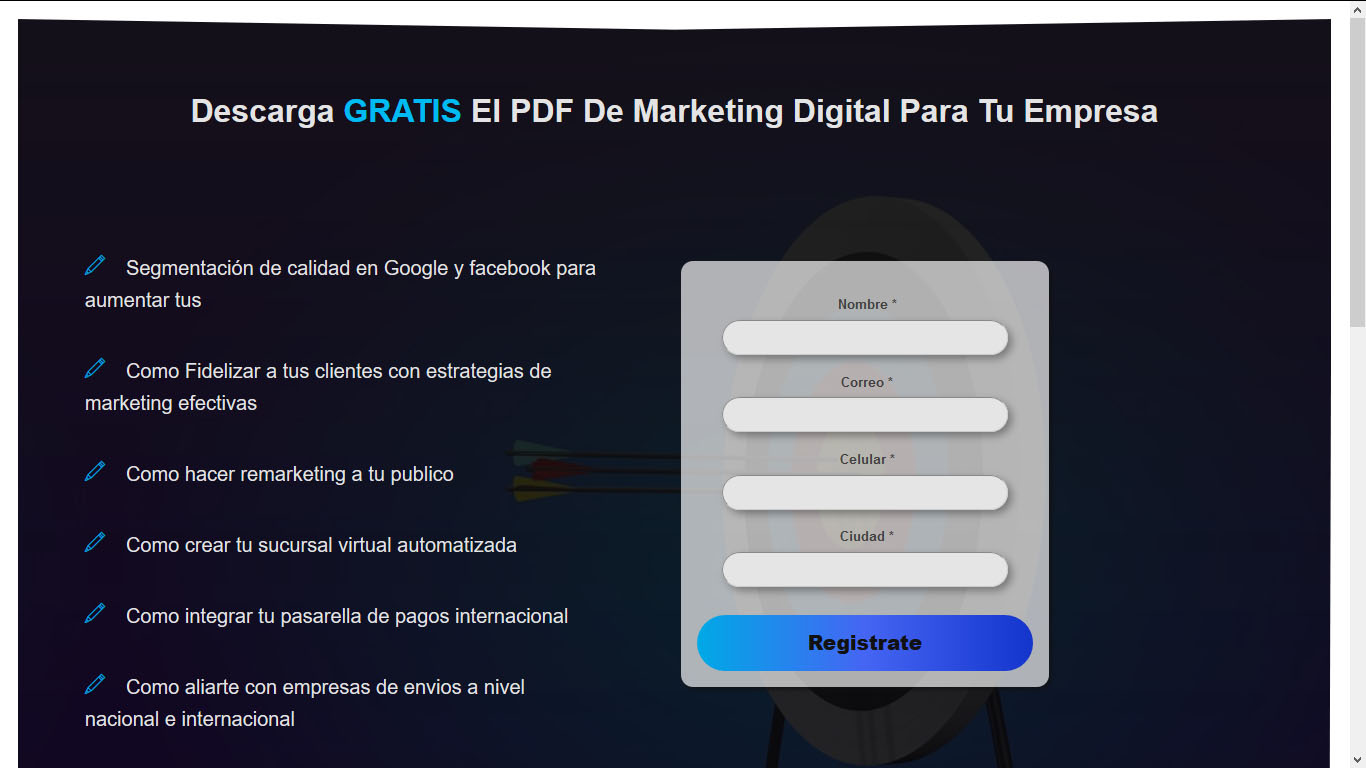 Descarga GRATIS El PDF De Marketing Digital Para Tu Empresa
Segmentación de calidad en Google y facebook para
aumentar tus
Como Fidelizar a tus clientes con estrategias de
marketing efectivas
Como hacer remarketing a tu publico
Como crear tu sucursal virtual automatizada
Como integrar tu pasarella de pagos internacional
Como aliarte con empresas de envios a nivel
nacional e internacional
Nombre *
Correo *
Celular *
Ciudad *
Registrate